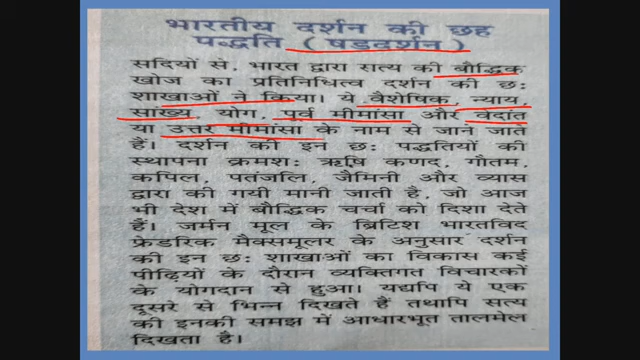 भारतीय दर्शन की छह
पद्धति ( षडदर्शन )
सदियों से, भारत द्वारा सत्य की बौद्धिक
खोज का प्रतिनिधित्व दर्शन की छः
शाखाओं ने किया। ये वैशेषिक, न्याय,
सांख्य, योग, पूर्व मीमांसा और वेदांत
या उत्तर मीमांसा के नाम से जाने जाते
हैं। दर्शन की इन छः पद्धतियों की
स्थापना क्रमशः ऋषि कणद, गौतम,
कपिल, पतंजलि, जैमिनी और व्यास
द्वारा की गयी मानी जाती है, जो आज
भी देश में बौद्धिक चर्चा को दिशा देते
हैं। जर्मन मूल के ब्रिटिश भारतविद
फ्रेडरिक मैक्समूलर के अनुसार दर्शन
की इन छः शाखाओं का विकास कई
पीढ़ियों के दौरान व्यक्तिगत विचारकों
के योगदान से हुआ। यद्यपि ये एक
दूसरे से भिन्न दिखते हैं तथापि सत्य
की इनकी समझ में आधारभूत तालमेल
दिखता है।